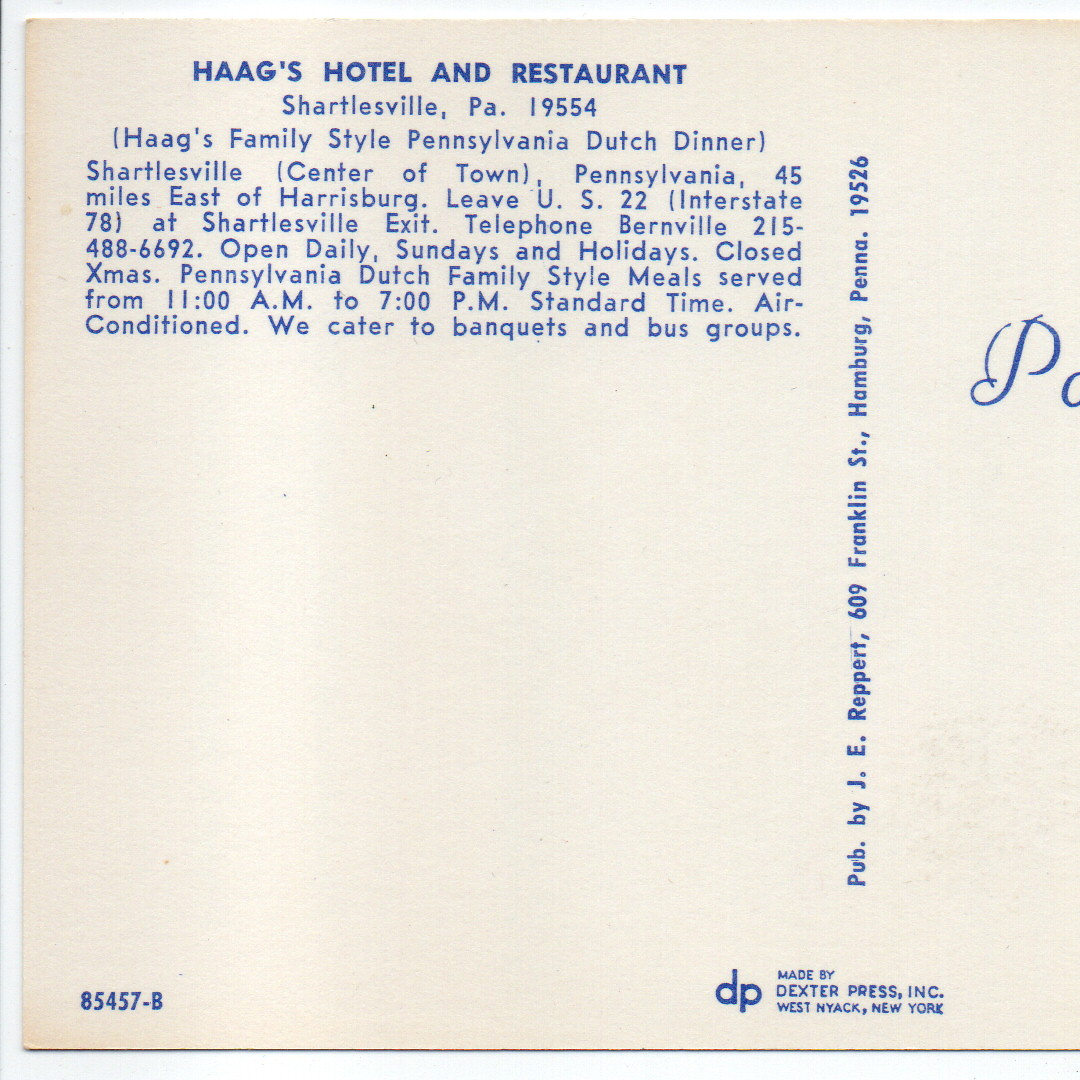 HAAG'S HOTEL AND RESTAURANT
Shartlesville, Pa. 19554
(Haag's Family Style Pennsylvania Dutch Dinner)
Shartlesville (Center of Town), Pennsylvania, 45
miles East of Harrisburg. Leave U. S. 22 (Interstate
78) at Shartlesville Exit. Telephone Bernville 215-
488-6692. Open Daily, Sundays and Holidays. Closed
Xmas. Pennsylvania Dutch Family Style Meals served
from 11:00 A.M. to 7:00 P.M. Standard Time. Air-
Conditioned. We cater to banquets and bus groups.
Pub. by J. E. Reppert, 609 Franklin St., Hamburg, Penna. 19526
Po
85457-B
dp
MADE BY
DEXTER PRESS, INC.
WEST NYACK, NEW YORK